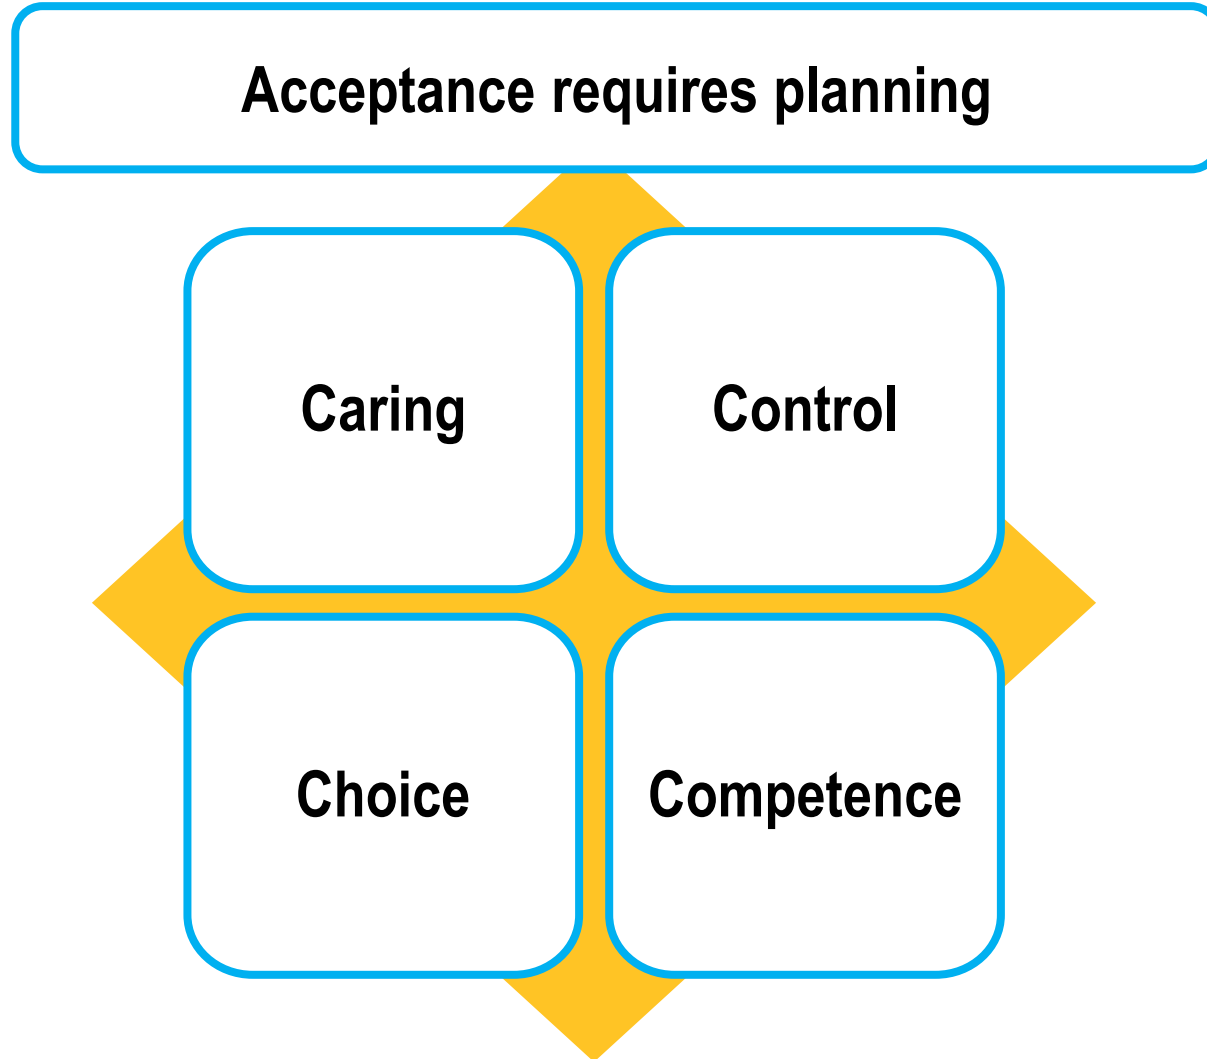 Acceptance requires planning
Caring
Control
Choice
Competence